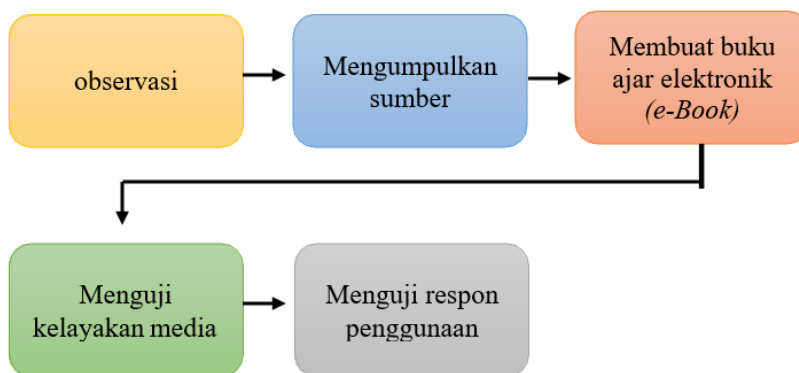 observasi
Mengumpulkan
sumber
Membuat buku
ajar elektronik
(e-Book)
Menguji
kelayakan media
Menguji respon
penggunaan